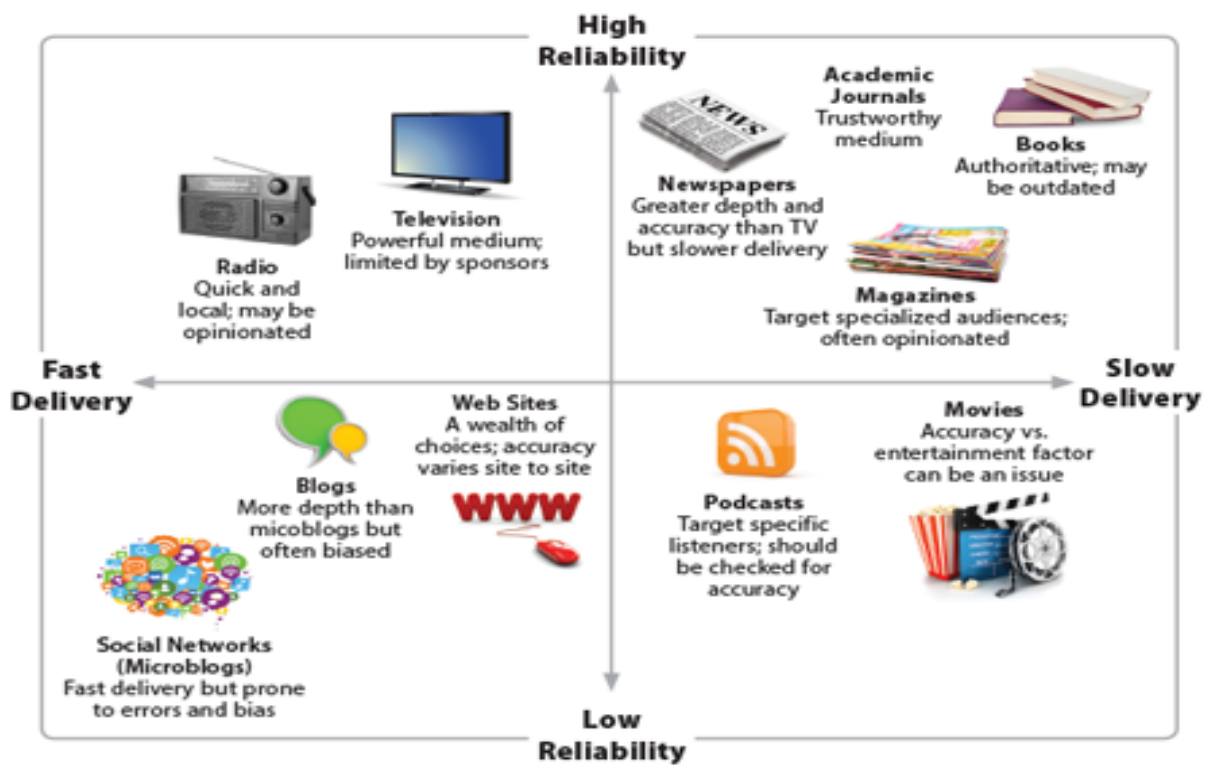 High
Reliability
NEWS
Academic
Journals
Trustworthy
medium
Books
Authoritative; may
be outdated
Newspapers
Greater depth and
accuracy than TV
but slower delivery
Television
Powerful medium;
limited by sponsors
Radio
Quick and
local; may be
opinionated
Magazines
Target specialized audiences;
often opinionated
Fast
Delivery
Slow
Delivery
Blogs
More depth than
micoblogs but
often biased
Web Sites
A wealth of
choices; accuracy
varies site to site
WWW
Podcasts
Target specific
listeners; should
be checked for
accuracy
Movies
Accuracy vs.
entertainment factor
can be an issue
Social Networks
(Microblogs)
Fast delivery but prone
to errors and bias
Low
Reliability